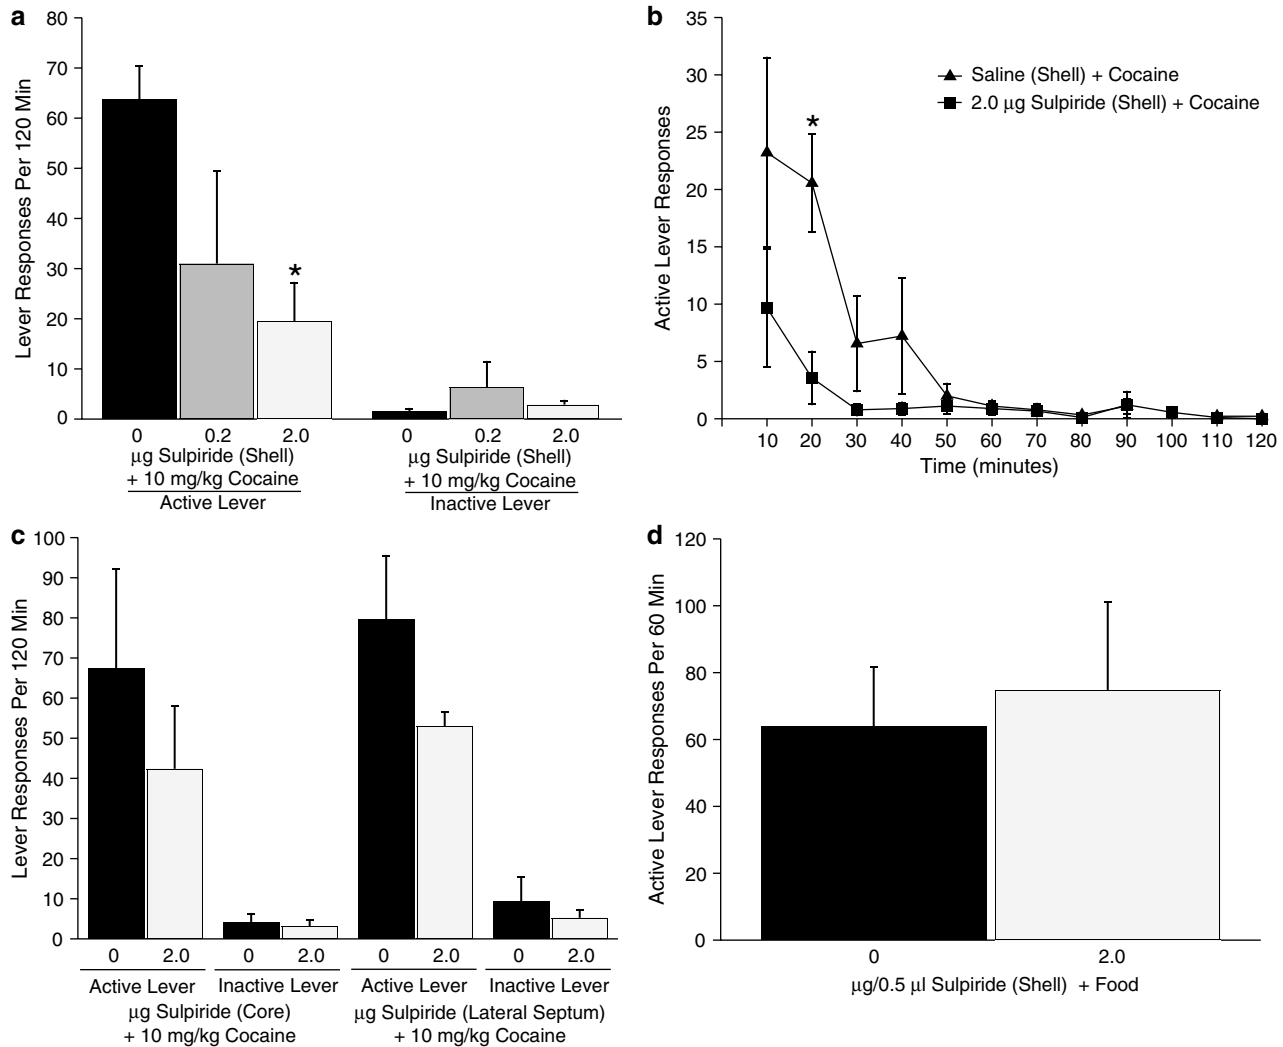 a
80
70
60
50
40
30
20
10
0
Lever Responses Per 120 Min
*
0 0.2 2.0 0 0.2 2.0
μg Sulpiride (Shell)
+ 10 mg/kg Cocaine
Active Lever
μg Sulpiride (Shell)
+ 10 mg/kg Cocaine
Inactive Lever
b
35
30
25
20
15
10
5
0
Active Lever Responses
Saline (Shell) + Cocaine
2.0 μg Sulpiride (Shell) + Cocaine
*
10 20 30 40 50 60 70 80 90 100 110 120
Time (minutes)
c
100
90
80
70
60
50
40
30
20
10
0
Lever Responses Per 120 Min
0 2.0 0 2.0 0 2.0 0 2.0
Active Lever Inactive Lever Active Lever Inactive Lever
μg Sulpiride (Core)
+ 10 mg/kg Cocaine
μg Sulpiride (Lateral Septum)
+ 10 mg/kg Cocaine
d
120
100
80
60
40
20
0
Active Lever Responses Per 60 Min
0 2.0
μg/0.5 μl Sulpiride (Shell) + Food